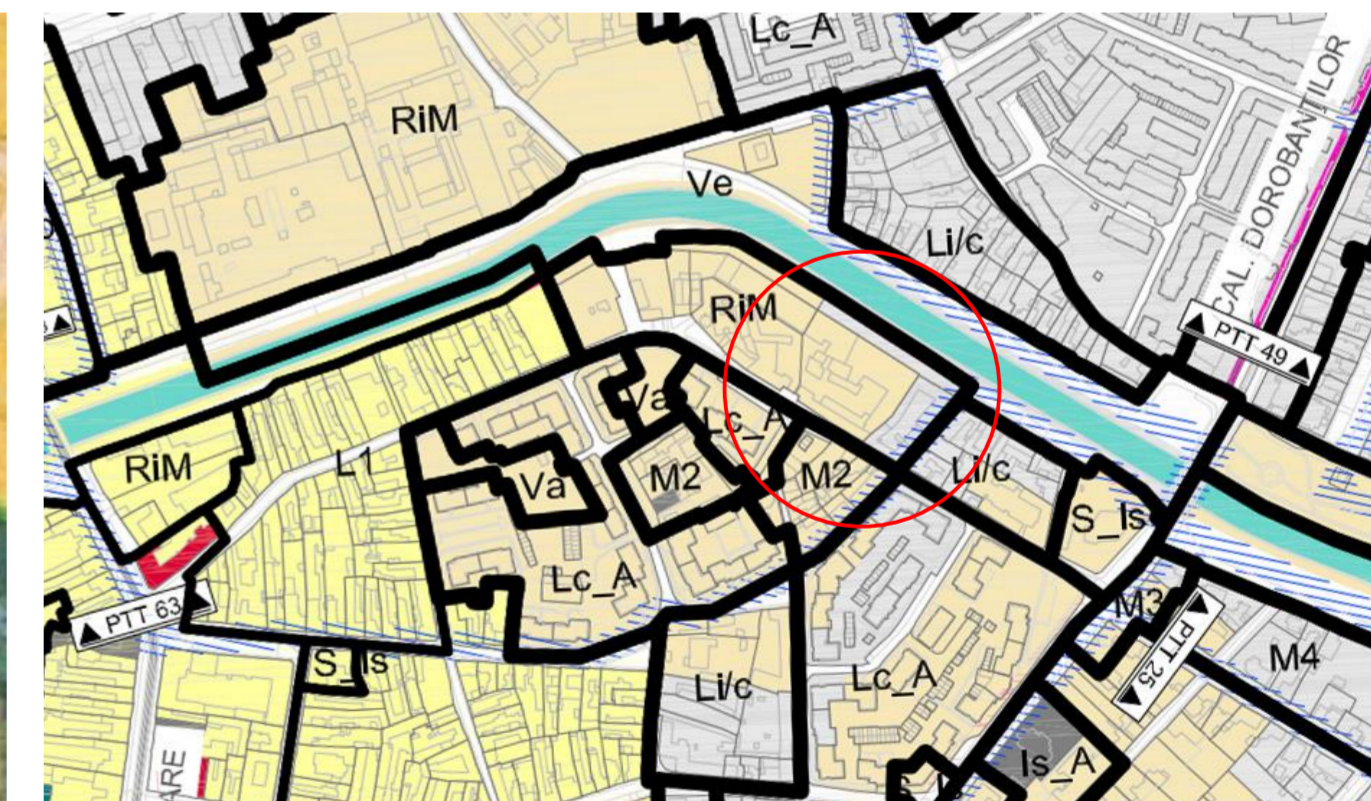 Lc_A
CAL. DOROBANTILOR
RiM
Ve
Li/c
RiM
PTT 49
Va
Lc_A
RiM
L1
Va
M2
M2
Li/c
S_Is
Lc_A
PTT 63
M3
S_Is
Li/c
Lc_A
PTT 25
M4
ARE
Is_A